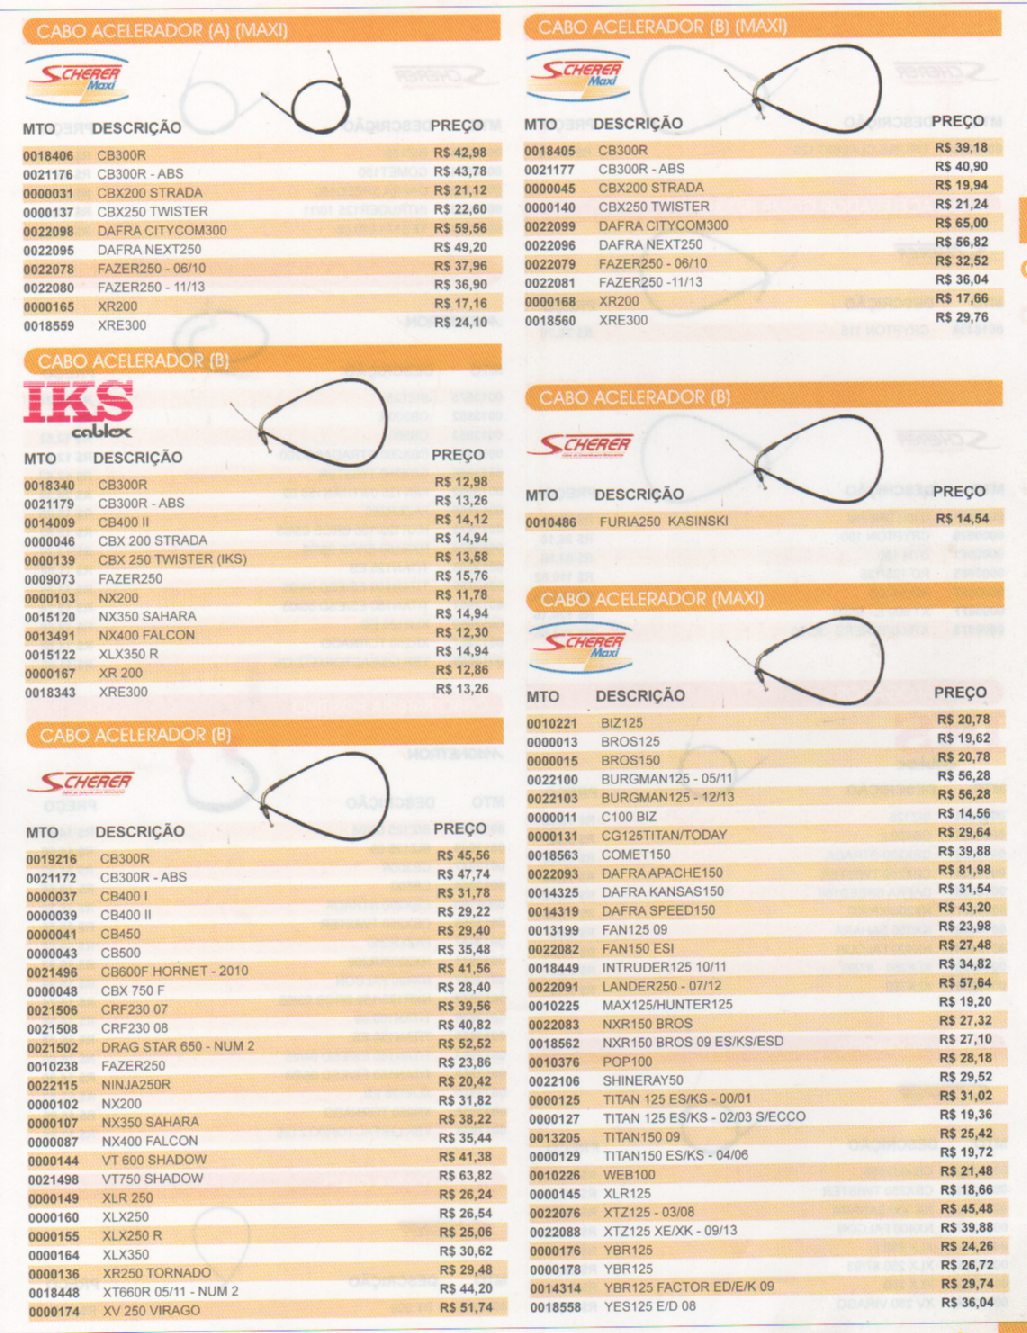 CABO ACELERADOR (A) (MAXI)
SCHERER
Maxi
MTO DESCRIÇÃO PREÇO
0018406 CB300R R$ 42,98
0021176 CB300R - ABS R$ 43,78
0000031 CBX200 STRADA R$ 21,12
0000137 CBX250 TWISTER R$ 22,60
0022098 DAFRA CITYCOM300 R$ 59,56
0022095 DAFRA NEXT250 R$ 49,20
0022078 FAZER250 - 06/10 R$ 37,96
0022080 FAZER250 - 11/13 R$ 36,90
0000165 XR200 R$ 17,16
0018559 XRE300 R$ 24,10
CABO ACELERADOR (B)
IKS
cablex
MTO DESCRIÇÃO PREÇO
0018340 CB300R R$ 12,98
0021179 CB300R - ABS R$ 13,26
0014009 CB400 II R$ 14,12
0000046 CBX 200 STRADA R$ 14,94
0000139 CBX 250 TWISTER (IKS) R$ 13,58
0009073 FAZER250 R$ 15,76
0000103 NX200 R$ 11,78
0015120 NX350 SAHARA R$ 14,94
0013491 NX400 FALCON R$ 12,30
0015122 XLX350 R R$ 14,94
0000167 XR 200 R$ 12,86
0018343 XRE300 R$ 13,26
CABO ACELERADOR (B)
SCHERER
MTO DESCRIÇÃO PREÇO
0019216 CB300R R$ 45,56
0021172 CB300R - ABS R$ 47,74
0000037 CB400 I R$ 31,78
0000039 CB400 II R$ 29,22
0000041 CB450 R$ 29,40
0000043 CB500 R$ 35,48
0021496 CB600F HORNET - 2010 R$ 41,56
0000048 CBX 750 F R$ 28,40
0021506 CRF230 07 R$ 39,56
0021508 CRF230 08 R$ 40,82
0021502 DRAG STAR 650 - NUM 2 R$ 52,52
0010238 FAZER250 R$ 23,86
0022115 NINJA250R R$ 20,42
0000102 NX200 R$ 31,82
0000107 NX350 SAHARA R$ 38,22
0000087 NX400 FALCON R$ 35,44
0000144 VT 600 SHADOW R$ 41,38
0021498 VT750 SHADOW R$ 63,82
0000149 XLR 250 R$ 26,24
0000160 XLX250 R$ 26,54
0000155 XLX250 R R$ 25,06
0000164 XLX350 R$ 30,62
0000136 XR250 TORNADO R$ 29,48
0018448 XT660R 05/11 - NUM 2 R$ 44,20
0000174 XV 250 VIRAGO R$ 51,74
CABO ACELERADOR (B) (MAXI)
SCHERER
Maxi
MTO DESCRIÇÃO PREÇO
0018405 CB300R R$ 39,18
0021177 CB300R - ABS R$ 40,90
0000045 CBX200 STRADA R$ 19,94
0000140 CBX250 TWISTER R$ 21,24
0022099 DAFRA CITYCOM300 R$ 65,00
0022096 DAFRA NEXT250 R$ 56,82
0022079 FAZER250 - 06/10 R$ 32,52
0022081 FAZER250 -11/13 R$ 36,04
0000168 XR200 R$ 17,66
0018560 XRE300 R$ 29,76
CABO ACELERADOR (B)
SCHERER
MTO DESCRIÇÃO PREÇO
0010486 FURIA250 KASINSKI R$ 14,54
CABO ACELERADOR (MAXI)
SCHERER
Maxi
MTO DESCRIÇÃO PREÇO
0010221 BIZ125 R$ 20,78
0000013 BROS125 R$ 19,62
0000015 BROS150 R$ 20,78
0022100 BURGMAN125 - 05/11 R$ 56,28
0022103 BURGMAN125 - 12/13 R$ 56,28
0000011 C100 BIZ R$ 14,56
0000131 CG125TITAN/TODAY R$ 29,64
0018563 COMET150 R$ 39,88
0022093 DAFRA APACHE150 R$ 81,98
0014325 DAFRA KANSAS150 R$ 31,54
0014319 DAFRA SPEED150 R$ 43,20
0013199 FAN125 09 R$ 23,98
0022082 FAN150 ESI R$ 27,48
0018449 INTRUDER125 10/11 R$ 34,82
0022091 LANDER250 - 07/12 R$ 57,64
0010225 MAX125/HUNTER125 R$ 19,20
0022083 NXR150 BROS R$ 27,32
0018562 NXR150 BROS 09 ES/KS/ESD R$ 27,10
0010376 POP100 R$ 28,18
0022106 SHINERAY50 R$ 29,52
0000125 TITAN 125 ES/KS - 00/01 R$ 31,02
0000127 TITAN 125 ES/KS - 02/03 S/ECCO R$ 19,36
0013205 TITAN150 09 R$ 25,42
0000129 TITAN150 ES/KS - 04/06 R$ 19,72
0010226 WEB100 R$ 21,48
0000145 XLR125 R$ 18,66
0022076 XTZ125 - 03/08 R$ 45,48
0022088 XTZ125 XE/XK - 09/13 R$ 39,88
0000176 YBR125 R$ 24,26
0000178 YBR125 R$ 26,72
0014314 YBR125 FACTOR ED/E/K 09 R$ 29,74
0018558 YES125 E/D 08 R$ 36,04